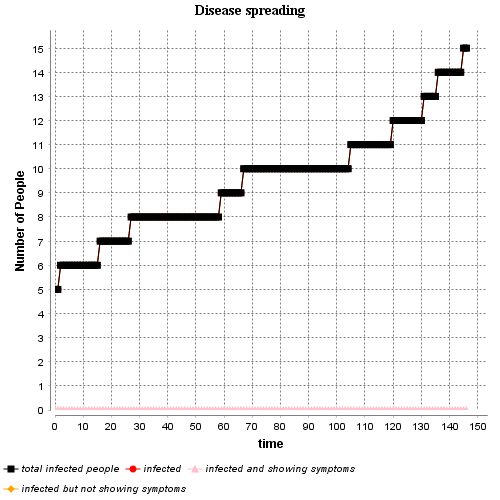 Disease spreading
Number of People
15
14
13
12
11
10
9
8
7
6
5
4
3
2
1
0
0 10 20 30 40 50 60 70 80 90 100 110 120 130 140 150
time
total infected people infected infected and showing symptoms
infected but not showing symptoms